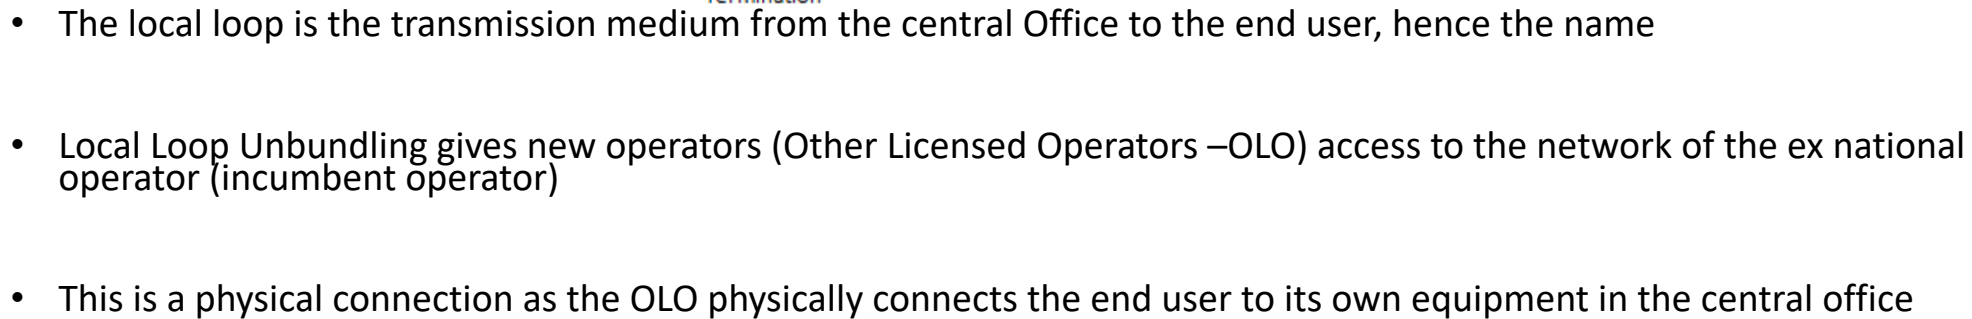 • The local loop is the transmission medium from the central Office to the end user, hence the name
• Local Loop Unbundling gives new operators (Other Licensed Operators –OLO) access to the network of the ex national
operator (incumbent operator)
• This is a physical connection as the OLO physically connects the end user to its own equipment in the central office